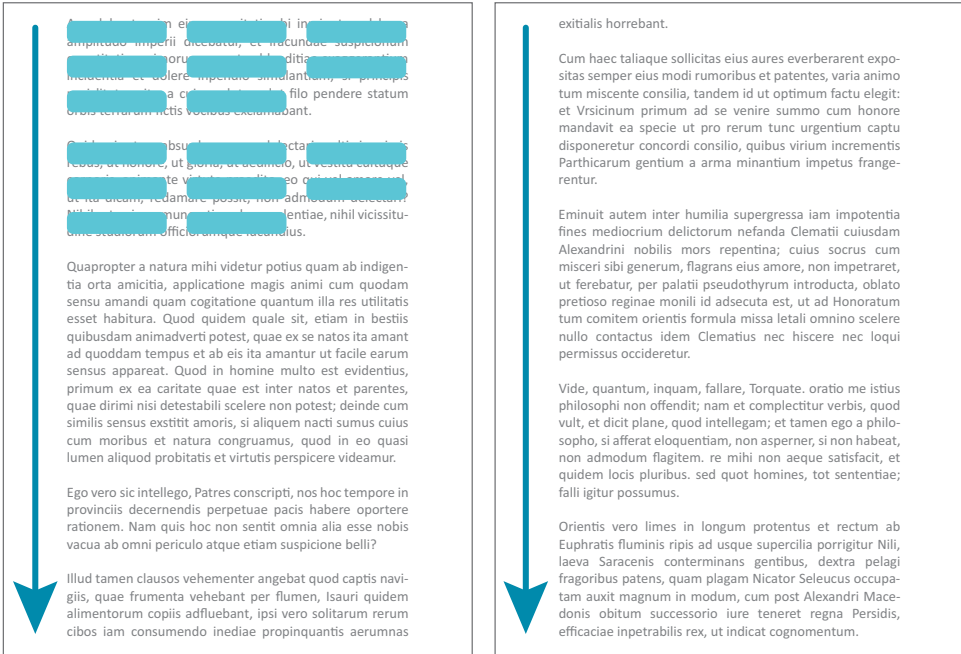 amplitudo imperii dicebatur, et iracundae suspicionum
et dolere inpendio simulantium, si principis
filo pendere statum
orbis terrarum fictis vocibus exclamabant.
rebus, ut honore, ut gloria, ut aedificio, ut vestitu cultuque
ut ita dicam, redamare possit, non admodum delectari?
nihil vicissitu-
dine studiorum
Quapropter a natura mihi videtur potius quam ab indigen-
tia orta amicitia, applicatione magis animi cum quodam
sensu amandi quam cogitatione quantum illa res utilitatis
esset habitura. Quod quidem quale sit, etiam in bestiis
quibusdam animadverti potest, quae ex se natos ita amant
ad quoddam tempus et ab eis ita amantur ut facile earum
sensus appareat. Quod in homine multo est evidentius,
primum ex ea caritate quae est inter natos et parentes,
quae dirimi nisi detestabili scelere non potest; deinde cum
similis sensus exstitit amoris, si aliquem nacti sumus cuius
cum moribus et natura congruamus, quod in eo quasi
lumen aliquod probitatis et virtutis perspicere videamur.
Ego vero sic intellego, Patres conscripti, nos hoc tempore in
provinciis decernendis perpetuae pacis habere oportere
rationem. Nam quis hoc non sentit omnia alia esse nobis
vacua ab omni periculo atque etiam suspicione belli?
Illud tamen clausos vehementer angebat quod captis navi-
giis, quae frumenta vehebant per flumen, Isauri quidem
alimentorum copiis adfluebant, ipsi vero solitarum rerum
cibos iam consumendo inediae propinquantis aerumnas
exitialis horrebant.
Cum haec taliaque sollicitas eius aures everberarent expo-
sitas semper eius modi rumoribus et patentes, varia animo
tum miscente consilia, tandem id ut optimum factu elegit:
et Vrsicinum primum ad se venire summo cum honore
mandavit ea specie ut pro rerum tunc urgentium captu
disponeretur concordi consilio, quibus virium incrementis
Parthicarum gentium a arma minantium impetus frange-
rentur.
Eminuit autem inter humilia supergressa iam impotentia
fines mediocrium delictorum nefanda Clematii cuiusdam
Alexandrini nobilis mors repentina; cuius socrus cum
misceri sibi generum, flagrans eius amore, non impetraret,
ut ferebatur, per palatii pseudothyrum introducta, oblato
pretioso reginae monili id adsecuta est, ut ad Honoratum
tum comitem orientis formula missa letali omnino scelere
nullo contactus idem Clematius nec hiscere nec loqui
permissus occideretur.
Vide, quantum, inquam, fallare, Torquate. oratio me istius
philosophi non offendit; nam et complectitur verbis, quod
vult, et dicit plane, quod intellegam; et tamen ego a philo-
sopho, si afferat eloquentiam, non asperner, si non habeat,
non admodum flagitem. re mihi non aeque satisfacit, et
quidem locis pluribus. sed quot homines, tot sententiae;
falli igitur possumus.
Orientis vero limes in longum protentus et rectum ab
Euphratis fluminis ripis ad usque supercilia porrigitur Nili,
laeva Saracenis conterminans gentibus, dextra pelagi
fragoribus patens, quam plagam Nicator Seleucus occupa-
tam auxit magnum in modum, cum post Alexandri Mace-
donis obitum successorio iure teneret regna Persidis,
efficaciae inpetrabilis rex, ut indicat cognomentum.